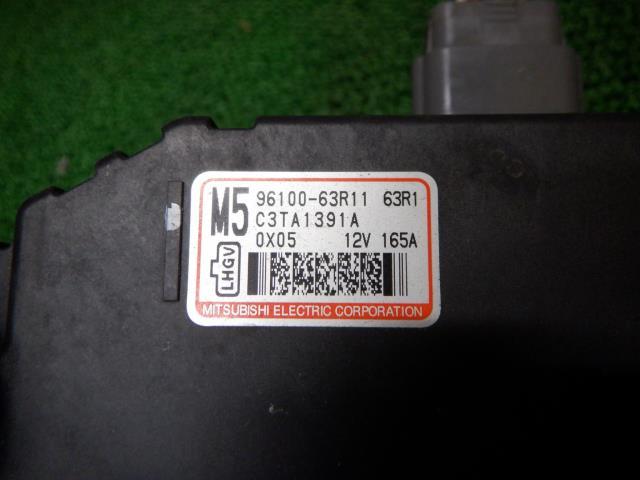 M5 96100-63R11 63R1
C3TA1391A
0X05 12V 165A
LHGV
MITSUBISHI ELECTRIC CORPORATION